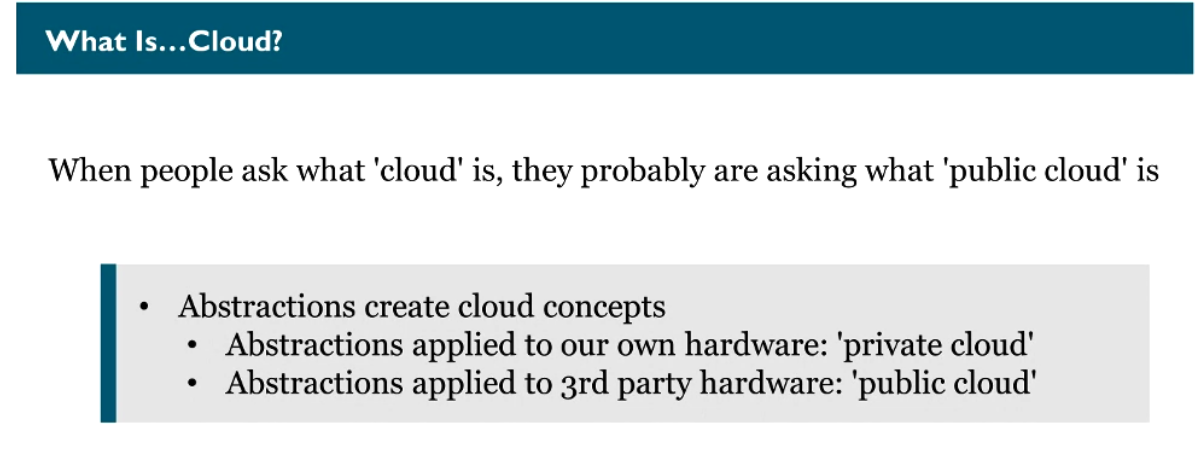 What Is...Cloud?
When people ask what 'cloud' is, they probably are asking what 'public cloud' is
• Abstractions create cloud concepts
• Abstractions applied to our own hardware: 'private cloud'
• Abstractions applied to 3rd party hardware: 'public cloud'